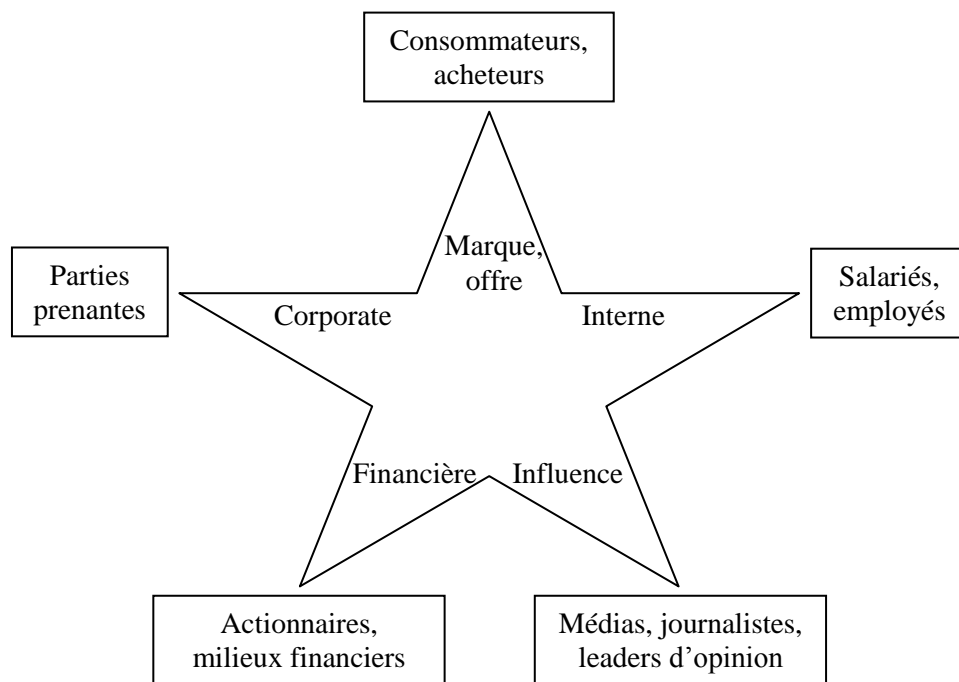 Consommateurs,
acheteurs
Marque,
offre
Parties
prenantes
Corporate
Interne
Salariés,
employés
Financière
Influence
Actionnaires,
milieux financiers
Médias, journalistes,
leaders d’opinion